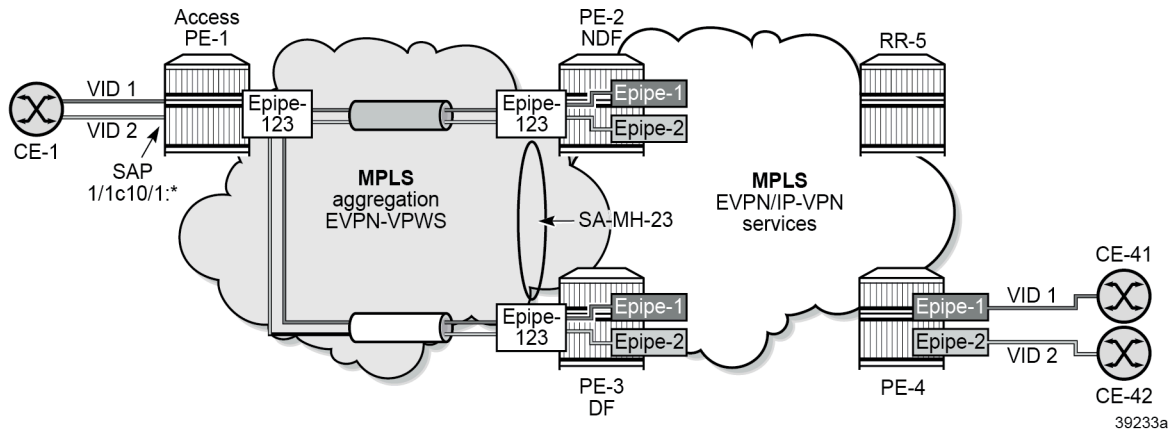 Access
PE-1
PE-2
NDF
RR-5
VID 1
VID 2
CE-1
SAP
1/1c10/1:*
Epipe-
123
Epipe-
123
Epipe-1
Epipe-2
MPLS
aggregation
EVPN-VPWS
SA-MH-23
MPLS
EVPN/IP-VPN
services
Epipe-
123
Epipe-1
Epipe-2
PE-3
DF
Epipe-1
Epipe-2
PE-4
VID 1
VID 2
CE-41
CE-42
39233a